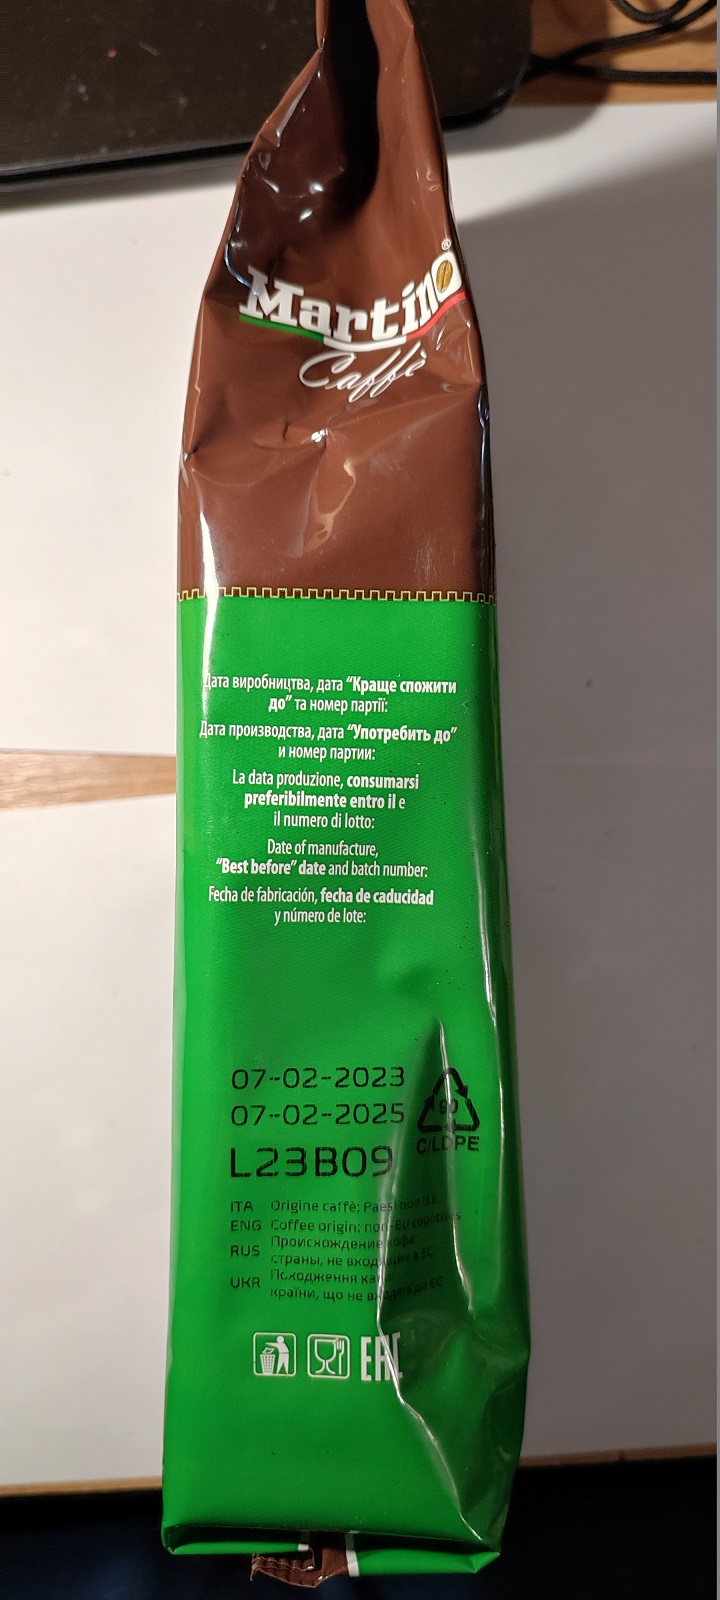 Martino®
Caffè
Дата виробництва, дата “Краще спожити
до” та номер партії:
Дата производства, дата “Употребить до”
и номер партии:
La data produzione, consumarsi
preferibilmente entro il e
il numero di lotto:
Date of manufacture,
“Best before” date and batch number:
Fecha de fabricación, fecha de caducidad
y número de lote:
07-02-2023
07-02-2025
90
C/LDPE
L23B09
ITA Origine caffè: Paesi non U.E.
ENG Coffee origin: non-EU countries
RUS Происхождение кофе:
страны, не входящие в ЕС
UKR Походження кави:
країни, що не входять до ЄС
EAC